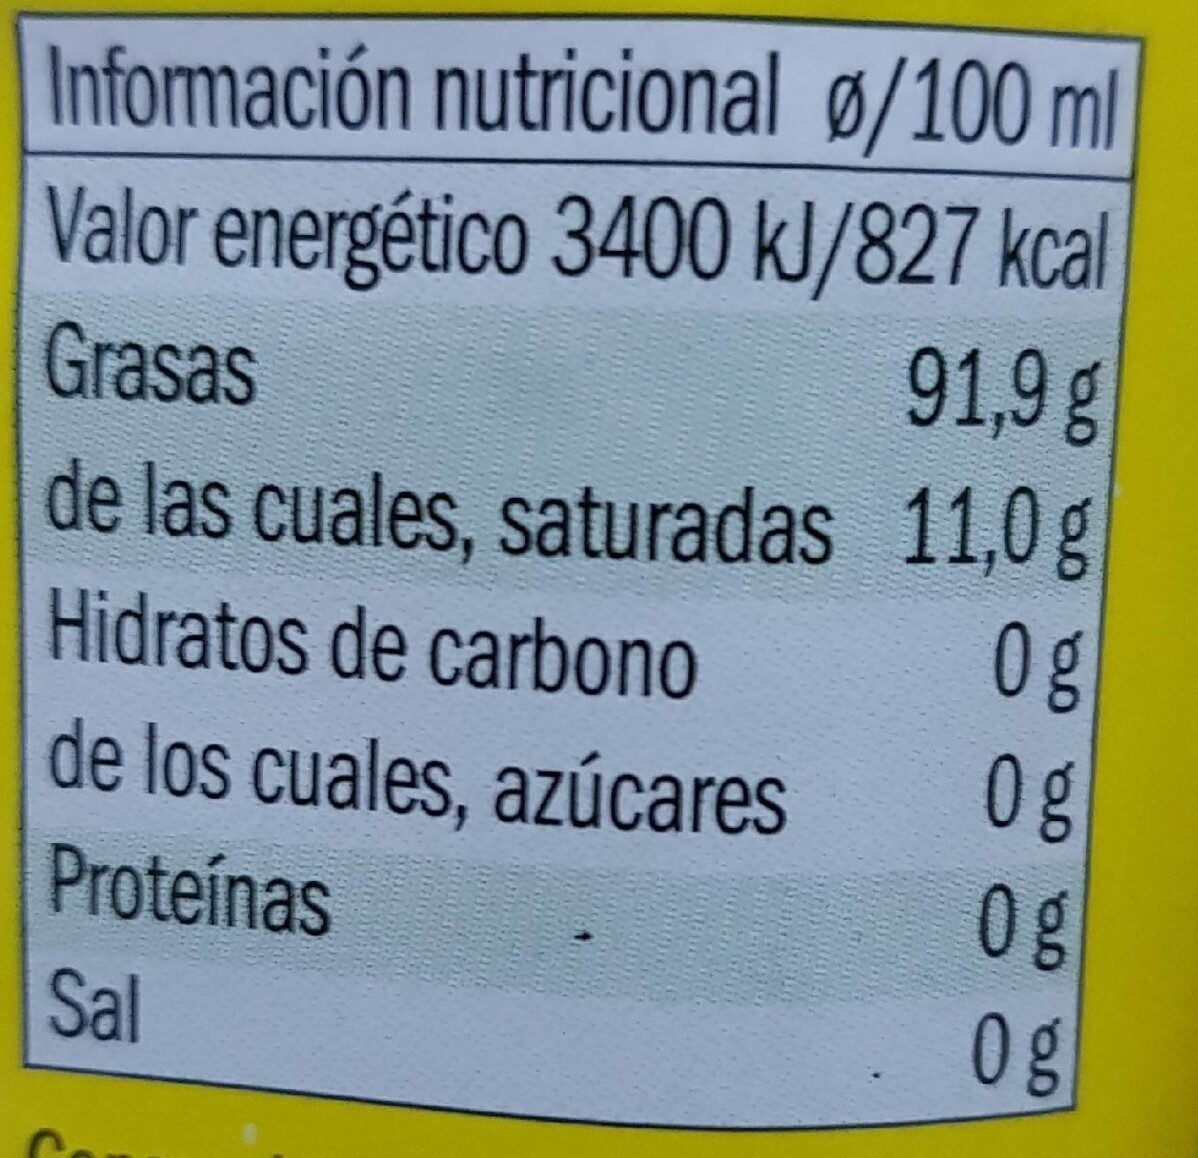 Información nutricional ø/100 ml
Valor energético 3400 kJ/827 kcal
Grasas 91,9 g
de las cuales, saturadas 11,0 g
Hidratos de carbono 0 g
de los cuales, azúcares 0 g
Proteínas 0 g
Sal 0 g